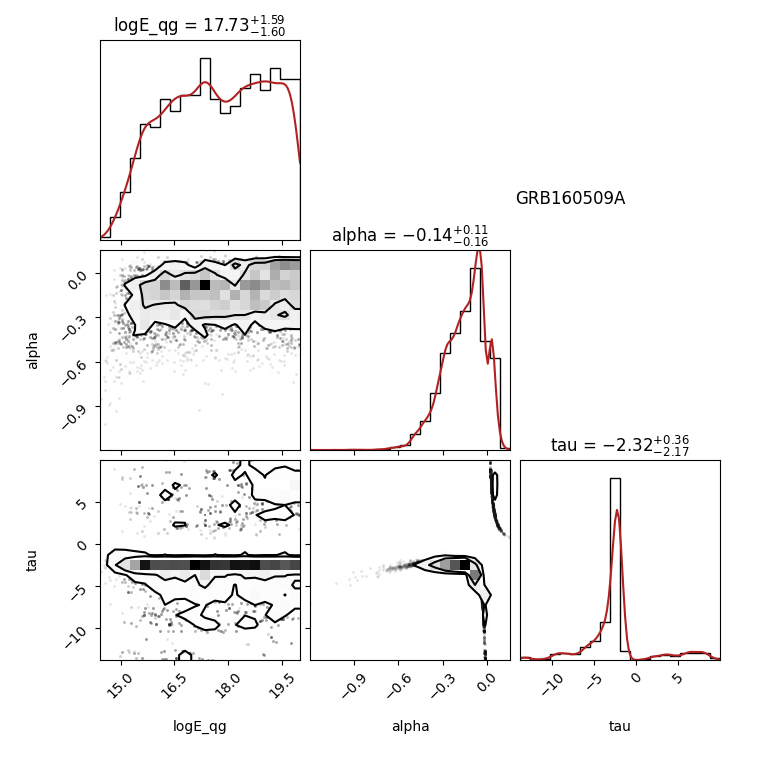 logE_qg = 17.73+1.59−1.60
GRB160509A
alpha = −0.14+0.11−0.16
0.0
−0.3
−0.6
−0.9
alpha
tau = −2.32+0.36−2.17
5
0
−5
−10
tau
15.0 16.5 18.0 19.5
−0.9 −0.6 −0.3 0.0
−10 −5 0 5
logE_qg alpha tau